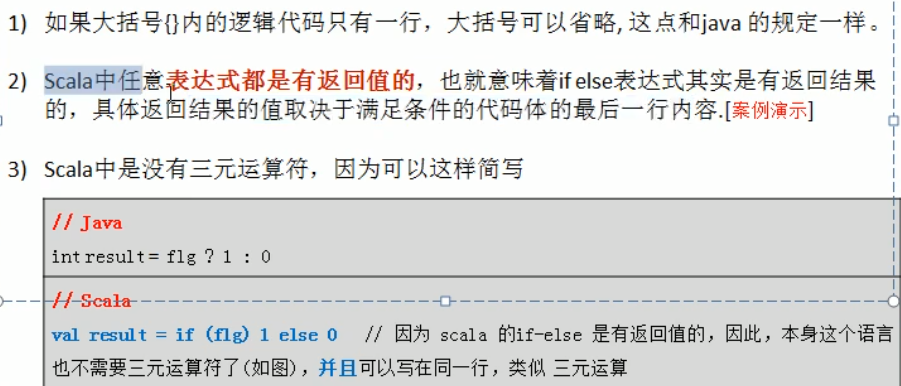 1) 如果大括号{}内的逻辑代码只有一行，大括号可以省略, 这点和java 的规定一样。
2) Scala中任意表达式都是有返回值的，也就意味着if else表达式其实是有返回结果
的，具体返回结果的值取决于满足条件的代码体的最后一行内容.[案例演示]
3) Scala中是没有三元运算符，因为可以这样简写
// Java
int result = flg ? 1 : 0
// Scala
val result = if (flg) 1 else 0 // 因为 scala 的if-else 是有返回值的，因此，本身这个语言
也不需要三元运算符了(如图)，并且可以写在同一行，类似 三元运算